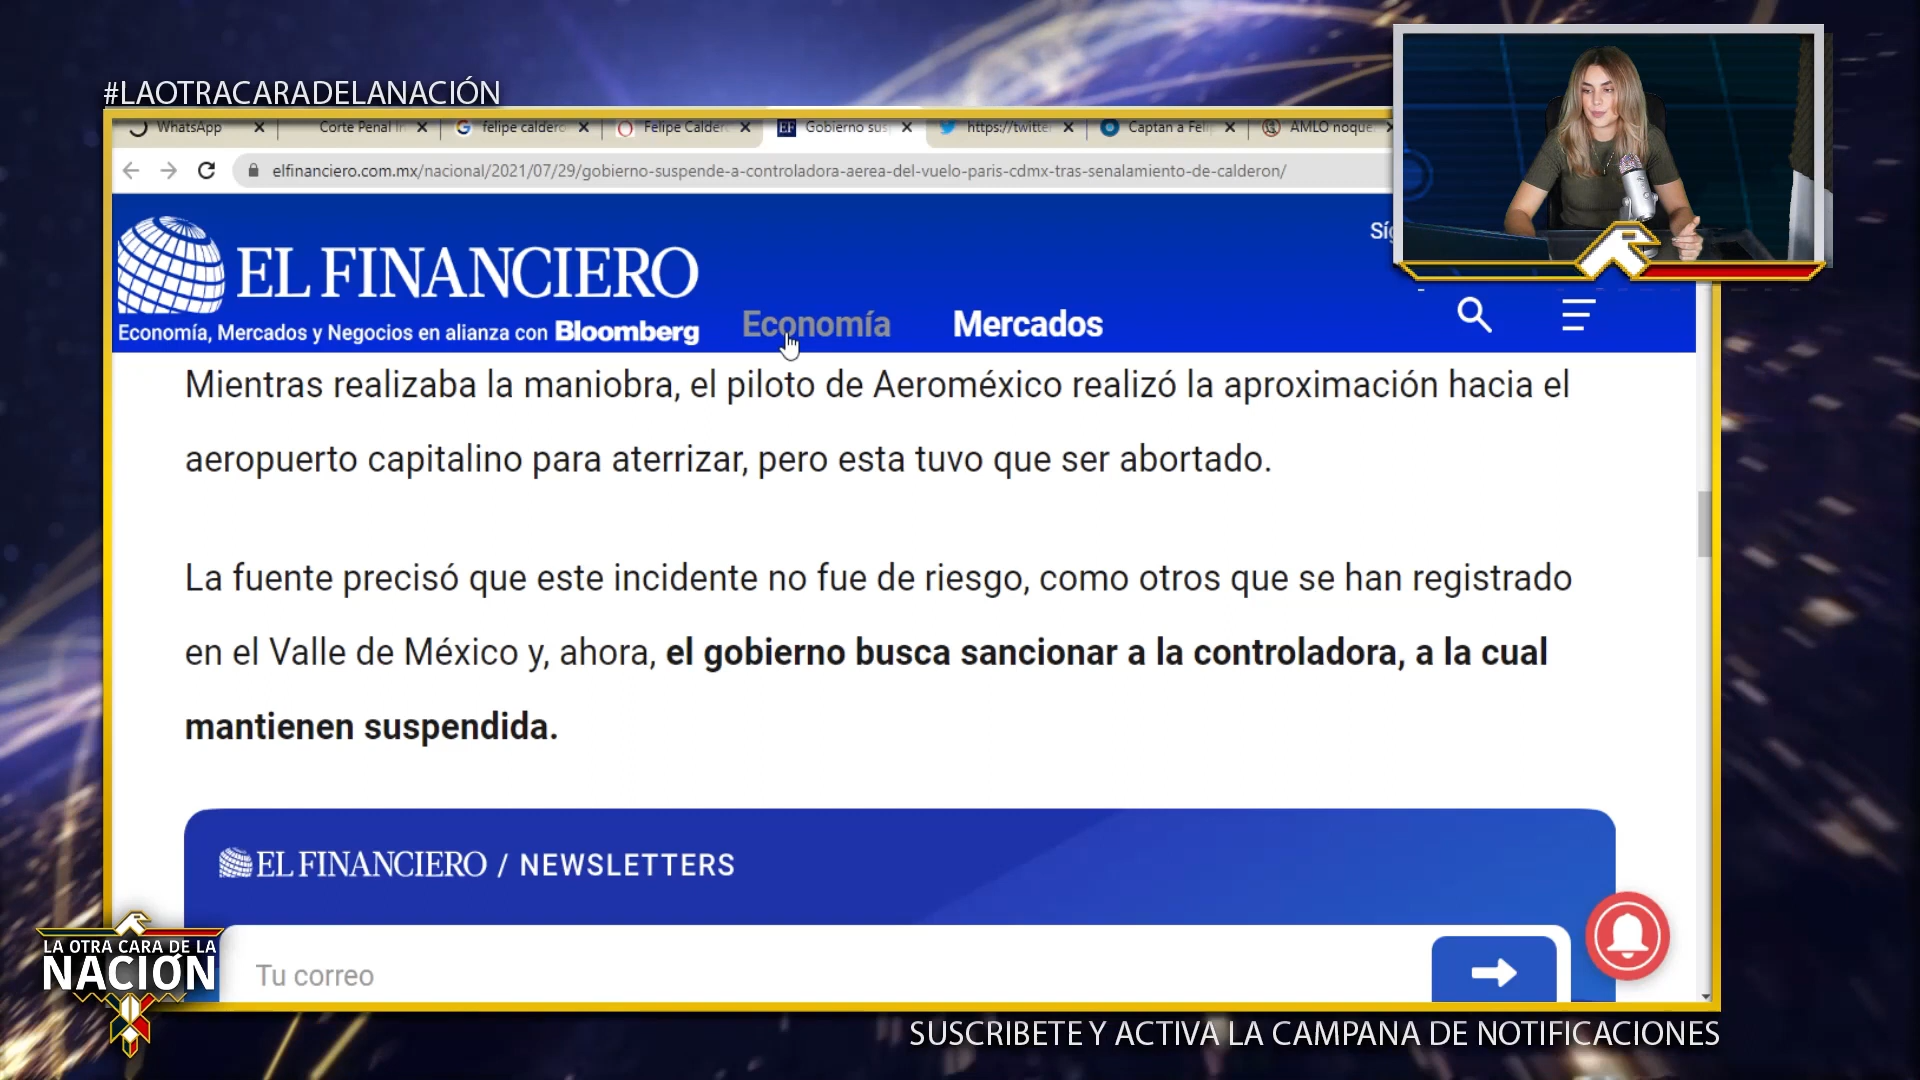 #LAOTRACARADELANACIÓN
WhatsApp
Corte Penal In
felipe caldero
Felipe Calder
Gobierno sus
https://twitte
Captan a Feli
AMLO noque
elfinanciero.com.mx/nacional/2021/07/29/gobierno-suspende-a-controladora-aerea-del-vuelo-paris-cdmx-tras-senalamiento-de-calderon/
EL FINANCIERO
Economía, Mercados y Negocios en alianza con Bloomberg
Economía
Mercados
Mientras realizaba la maniobra, el piloto de Aeroméxico realizó la aproximación hacia el
aeropuerto capitalino para aterrizar, pero esta tuvo que ser abortado.
La fuente precisó que este incidente no fue de riesgo, como otros que se han registrado
en el Valle de México y, ahora, el gobierno busca sancionar a la controladora, a la cual
mantienen suspendida.
EL FINANCIERO / NEWSLETTERS
Tu correo
LA OTRA CARA DE LA
NACIÓN
SUSCRIBETE Y ACTIVA LA CAMPANA DE NOTIFICACIONES